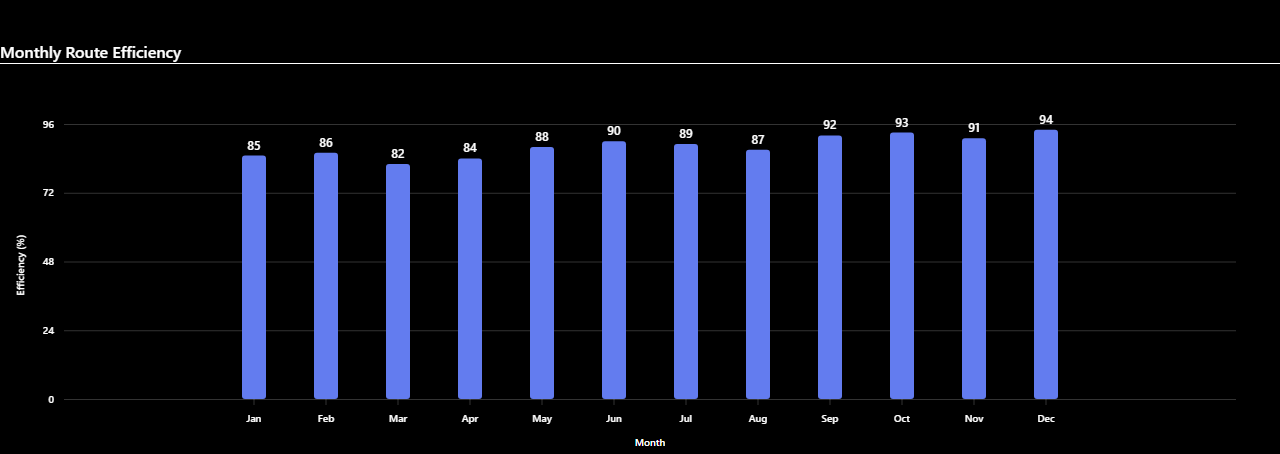 Monthly Route Efficiency
96
72
48
24
0
Efficiency (%)
85 86 82 84 88 90 89 87 92 93 91 94
Jan Feb Mar Apr May Jun Jul Aug Sep Oct Nov Dec
Month